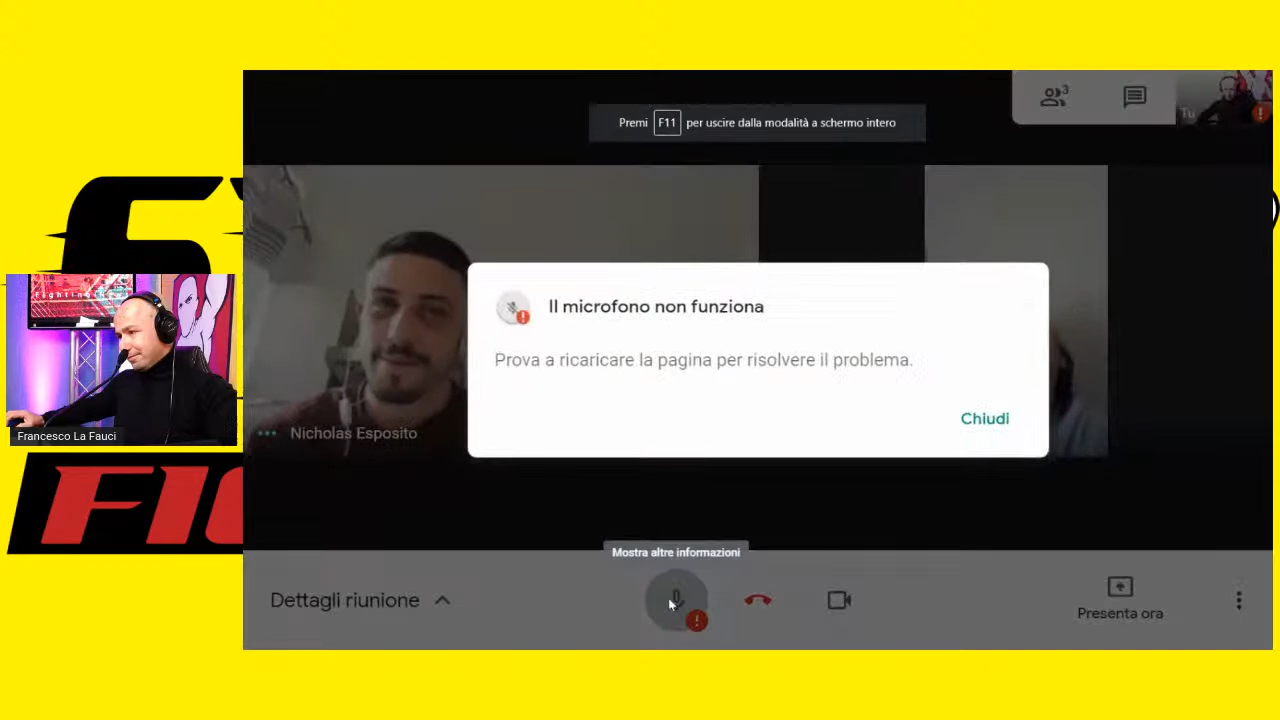 3
Tu
Premi F11 per uscire dalla modalità a schermo intero
Il microfono non funziona
Prova a ricaricare la pagina per risolvere il problema.
Chiudi
Nicholas Esposito
Francesco La Fauci
Mostra altre informazioni
Dettagli riunione
Presenta ora